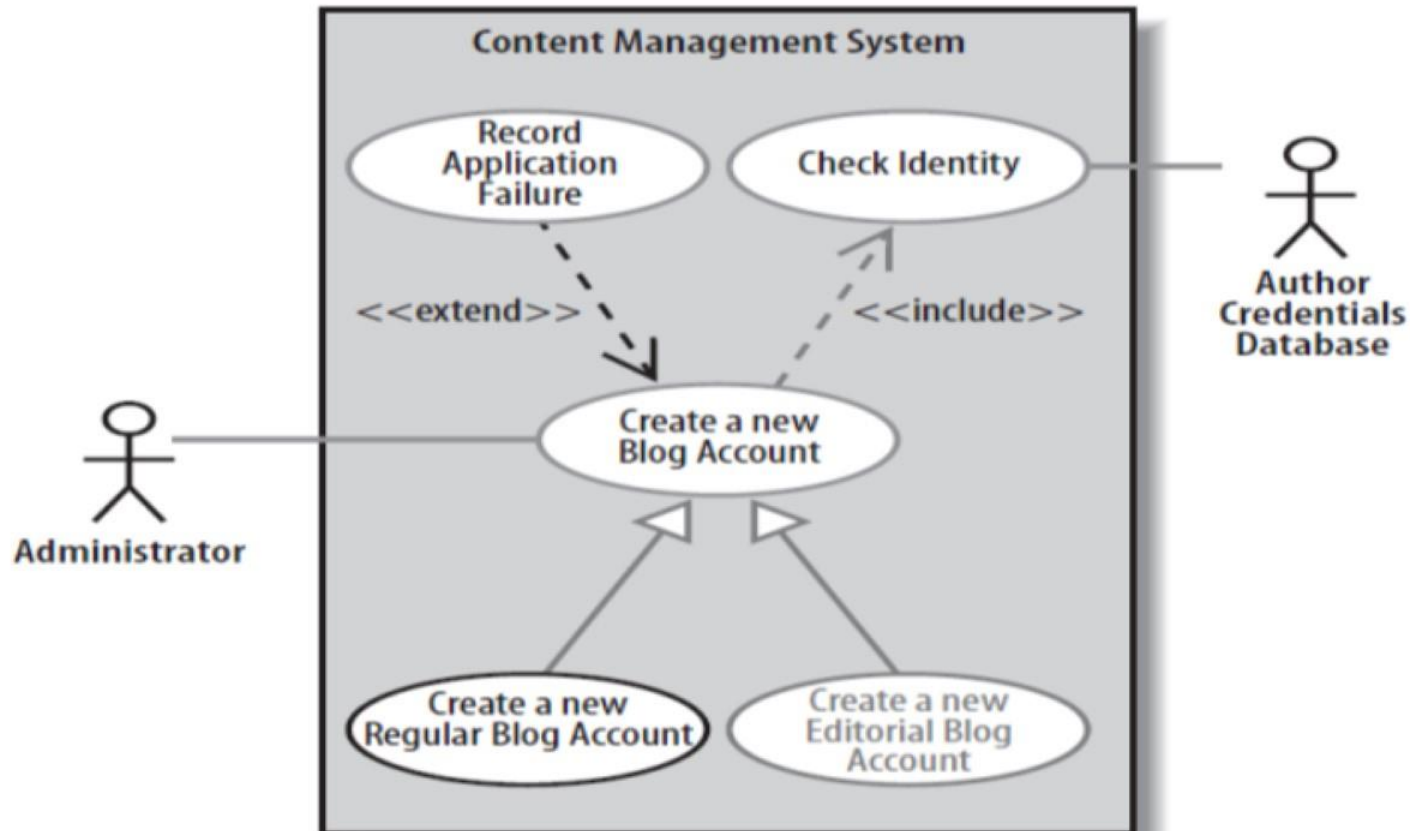 Content Management System
Record
Application
Failure
Check Identity
<<extend>>
<<include>>
Author
Credentials
Database
Create a new
Blog Account
Administrator
Create a new
Regular Blog Account
Create a new
Editorial Blog
Account